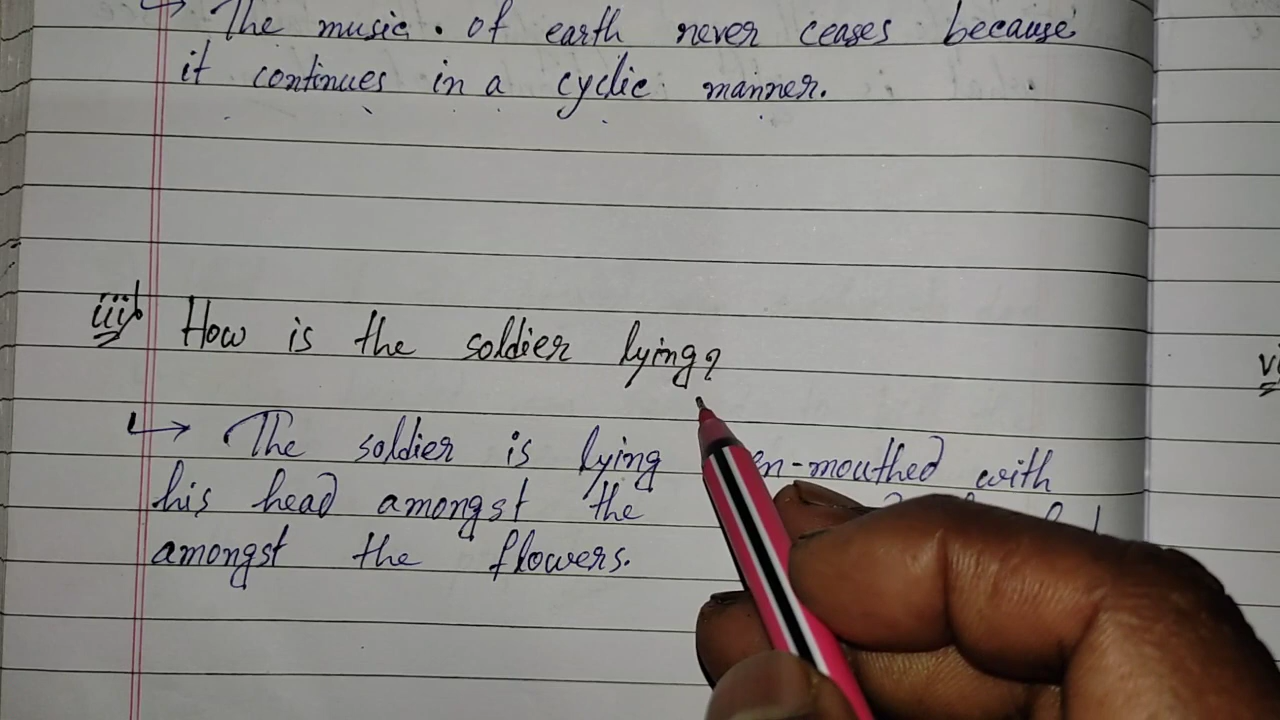 The music . of earth never ceases because
it continues in a cyclic manner.
iii) How is the soldier lying?
The soldier is lying en-mouthed with
his head amongst the
amongst the flowers.